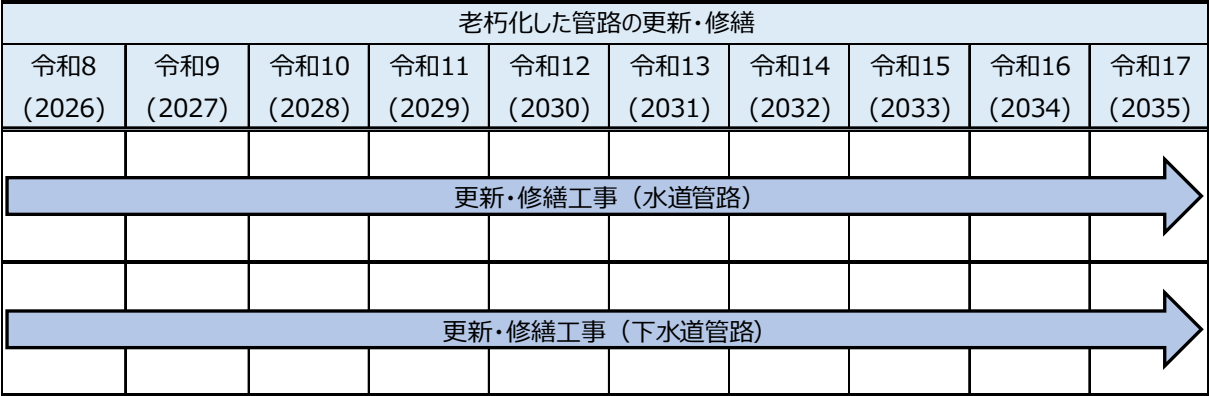 老朽化した管路の更新・修繕
令和8 令和9 令和10 令和11 令和12 令和13 令和14 令和15 令和16 令和17
(2026) (2027) (2028) (2029) (2030) (2031) (2032) (2033) (2034) (2035)
更新・修繕工事（水道管路）
更新・修繕工事（下水道管路）